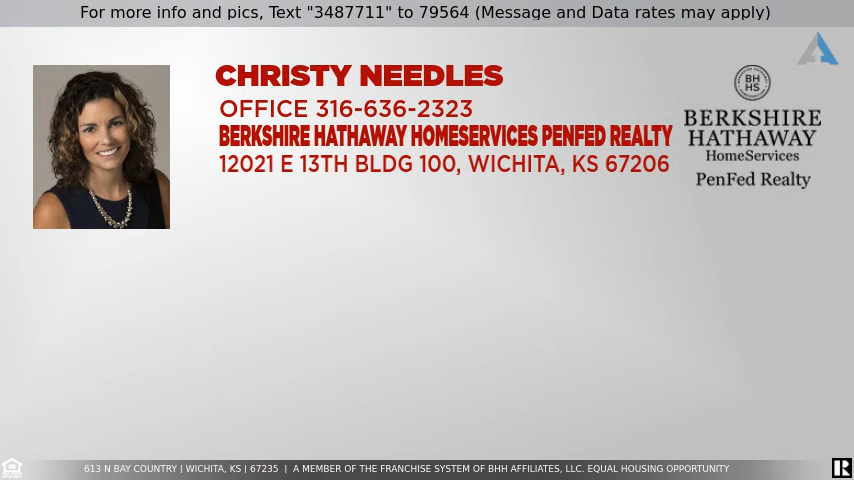 For more info and pics, Text "3487711" to 79564 (Message and Data rates may apply)
CHRISTY NEEDLES
OFFICE 316-636-2323
BERKSHIRE HATHAWAY HOMESERVICES PENFED REALTY
12021 E 13TH BLDG 100, WICHITA, KS 67206
BH
HS
BERKSHIRE
HATHAWAY
HomeServices
PenFed Realty
613 N BAY COUNTRY | WICHITA, KS | 67235 | A MEMBER OF THE FRANCHISE SYSTEM OF BHH AFFILIATES, LLC. EQUAL HOUSING OPPORTUNITY